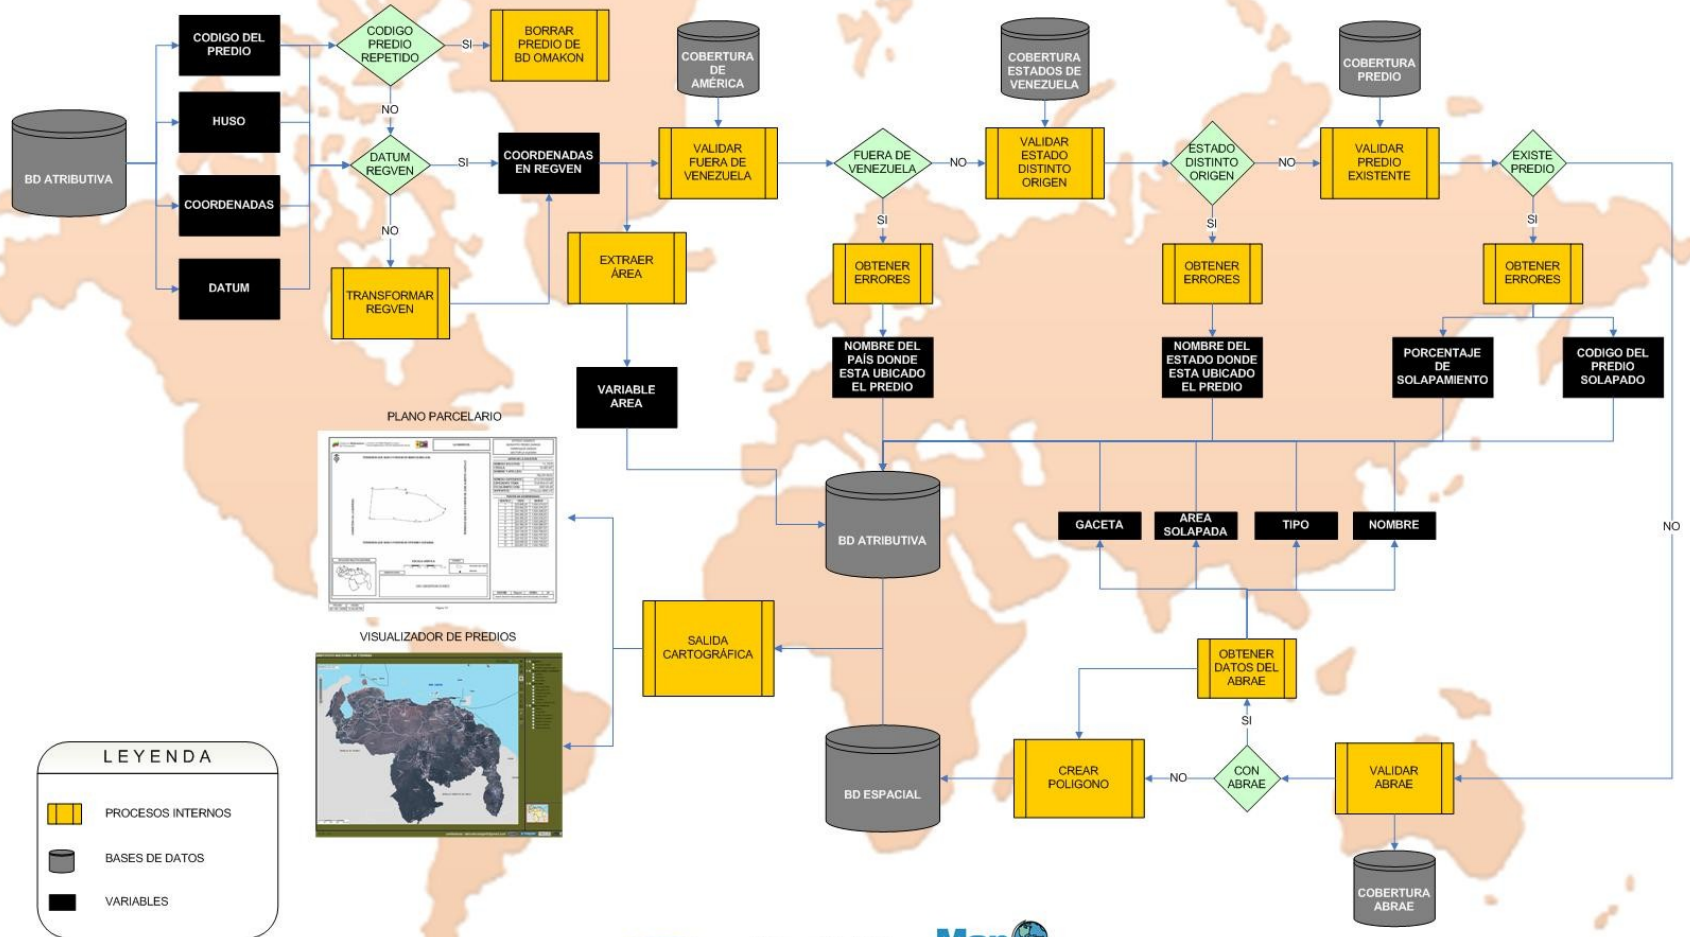 CODIGO DEL
PREDIO
HUSO
COORDENADAS
DATUM
BD ATRIBUTIVA
CODIGO
PREDIO
REPETIDO
SI
BORRAR
PREDIO DE
BD OMAKON
NO
DATUM
REGVEN
SI
COORDENADAS
EN REGVEN
NO
TRANSFORMAR
REGVEN
EXTRAER
ÁREA
VARIABLE
AREA
COBERTURA
DE
AMÉRICA
VALIDAR
FUERA DE
VENEZUELA
FUERA DE
VENEZUELA
NO
SI
OBTENER
ERRORES
NOMBRE DEL
PAÍS DONDE
ESTA UBICADO
EL PREDIO
COBERTURA
ESTADOS DE
VENEZUELA
VALIDAR
ESTADO
DISTINTO
ORIGEN
ESTADO
DISTINTO
ORIGEN
NO
SI
OBTENER
ERRORES
NOMBRE DEL
ESTADO DONDE
ESTA UBICADO
EL PREDIO
COBERTURA
PREDIO
VALIDAR
PREDIO
EXISTENTE
EXISTE
PREDIO
SI
OBTENER
ERRORES
PORCENTAJE
DE
SOLAPAMIENTO
CODIGO DEL
PREDIO
SOLAPADO
NO
PLANO PARCELARIO
VISUALIZADOR DE PREDIOS
BD ATRIBUTIVA
GACETA
AREA
SOLAPADA
TIPO
NOMBRE
SALIDA
CARTOGRÁFICA
OBTENER
DATOS DEL
ABRAE
SI
BD ESPACIAL
CREAR
POLIGONO
NO
CON
ABRAE
VALIDAR
ABRAE
COBERTURA
ABRAE
LEYENDA
PROCESOS INTERNOS
BASES DE DATOS
VARIABLES